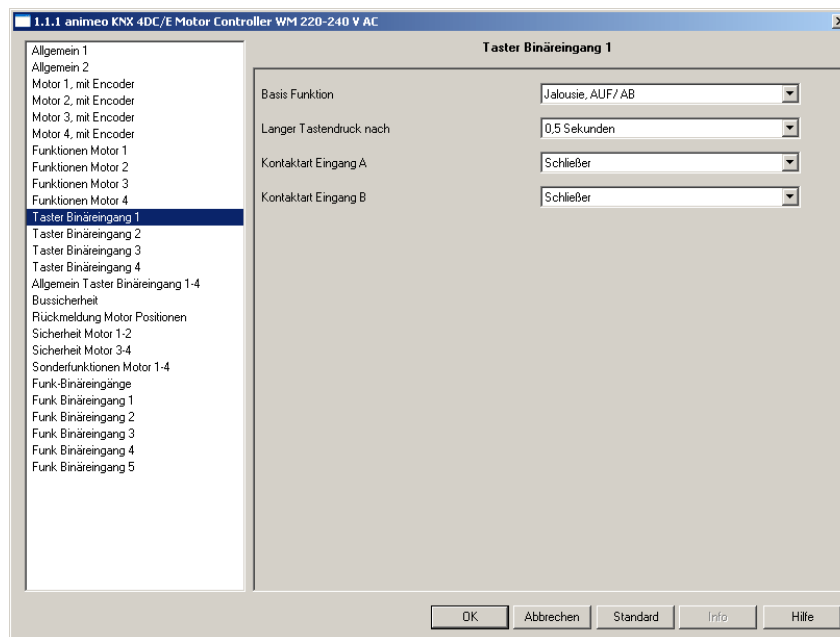 1.1.1 animeo KNX 4DC/E Motor Controller WM 220-240 V AC
Allgemein 1
Allgemein 2
Motor 1, mit Encoder
Motor 2, mit Encoder
Motor 3, mit Encoder
Motor 4, mit Encoder
Funktionen Motor 1
Funktionen Motor 2
Funktionen Motor 3
Funktionen Motor 4
Taster Binäreingang 1
Taster Binäreingang 2
Taster Binäreingang 3
Taster Binäreingang 4
Allgemein Taster Binäreingang 1-4
Bussicherheit
Rückmeldung Motor Positionen
Sicherheit Motor 1-2
Sicherheit Motor 3-4
Sonderfunktionen Motor 1-4
Funk-Binäreingänge
Funk Binäreingang 1
Funk Binäreingang 2
Funk Binäreingang 3
Funk Binäreingang 4
Funk Binäreingang 5
Taster Binäreingang 1
Basis Funktion Jalousie, AUF/ AB
Langer Tastendruck nach 0,5 Sekunden
Kontaktart Eingang A Schließer
Kontaktart Eingang B Schließer
OK Abbrechen Standard Info Hilfe